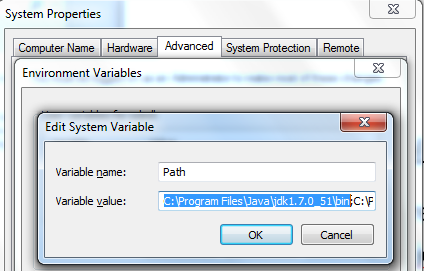 System Properties
Computer Name Hardware Advanced System Protection Remote
Environment Variables
Edit System Variable
Variable name: Path
Variable value: C:\Program Files\Java\jdk1.7.0_51\bin;C:\P
OK Cancel